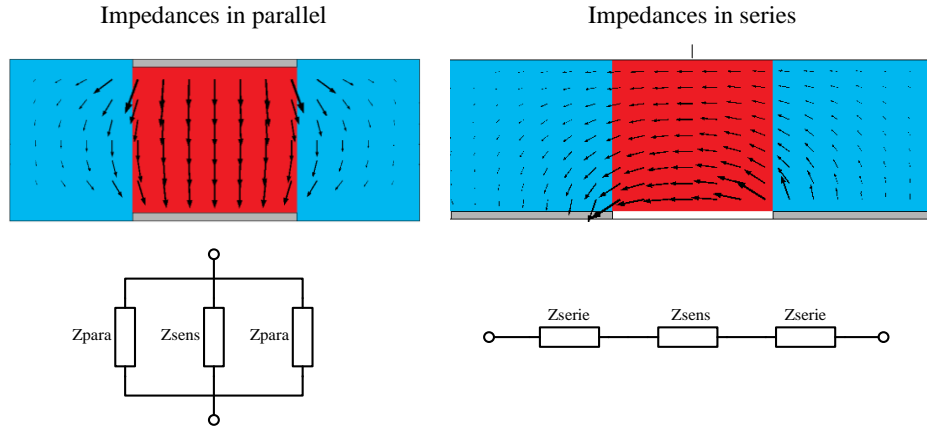 Impedances in parallel
Impedances in series
Zpara
Zsens
Zpara
Zserie
Zsens
Zserie